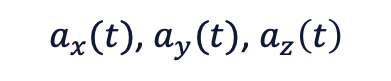 aₓ(t), a_y(t), a_z(t)